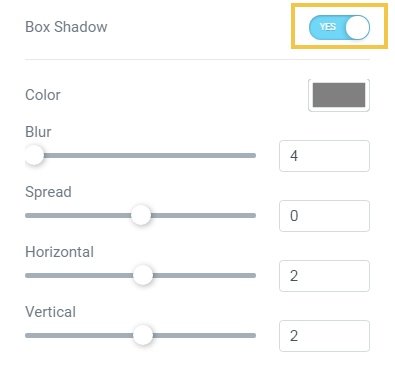 Box Shadow YES
Color
Blur
4
Spread
0
Horizontal
2
Vertical
2